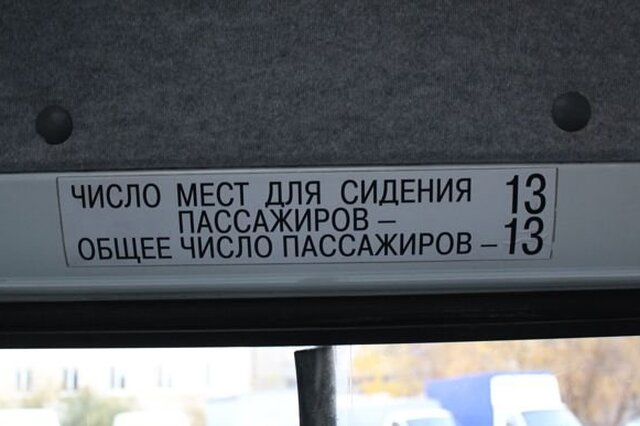 ЧИСЛО МЕСТ ДЛЯ СИДЕНИЯ 13
ПАССАЖИРОВ –
ОБЩЕЕ ЧИСЛО ПАССАЖИРОВ – 13